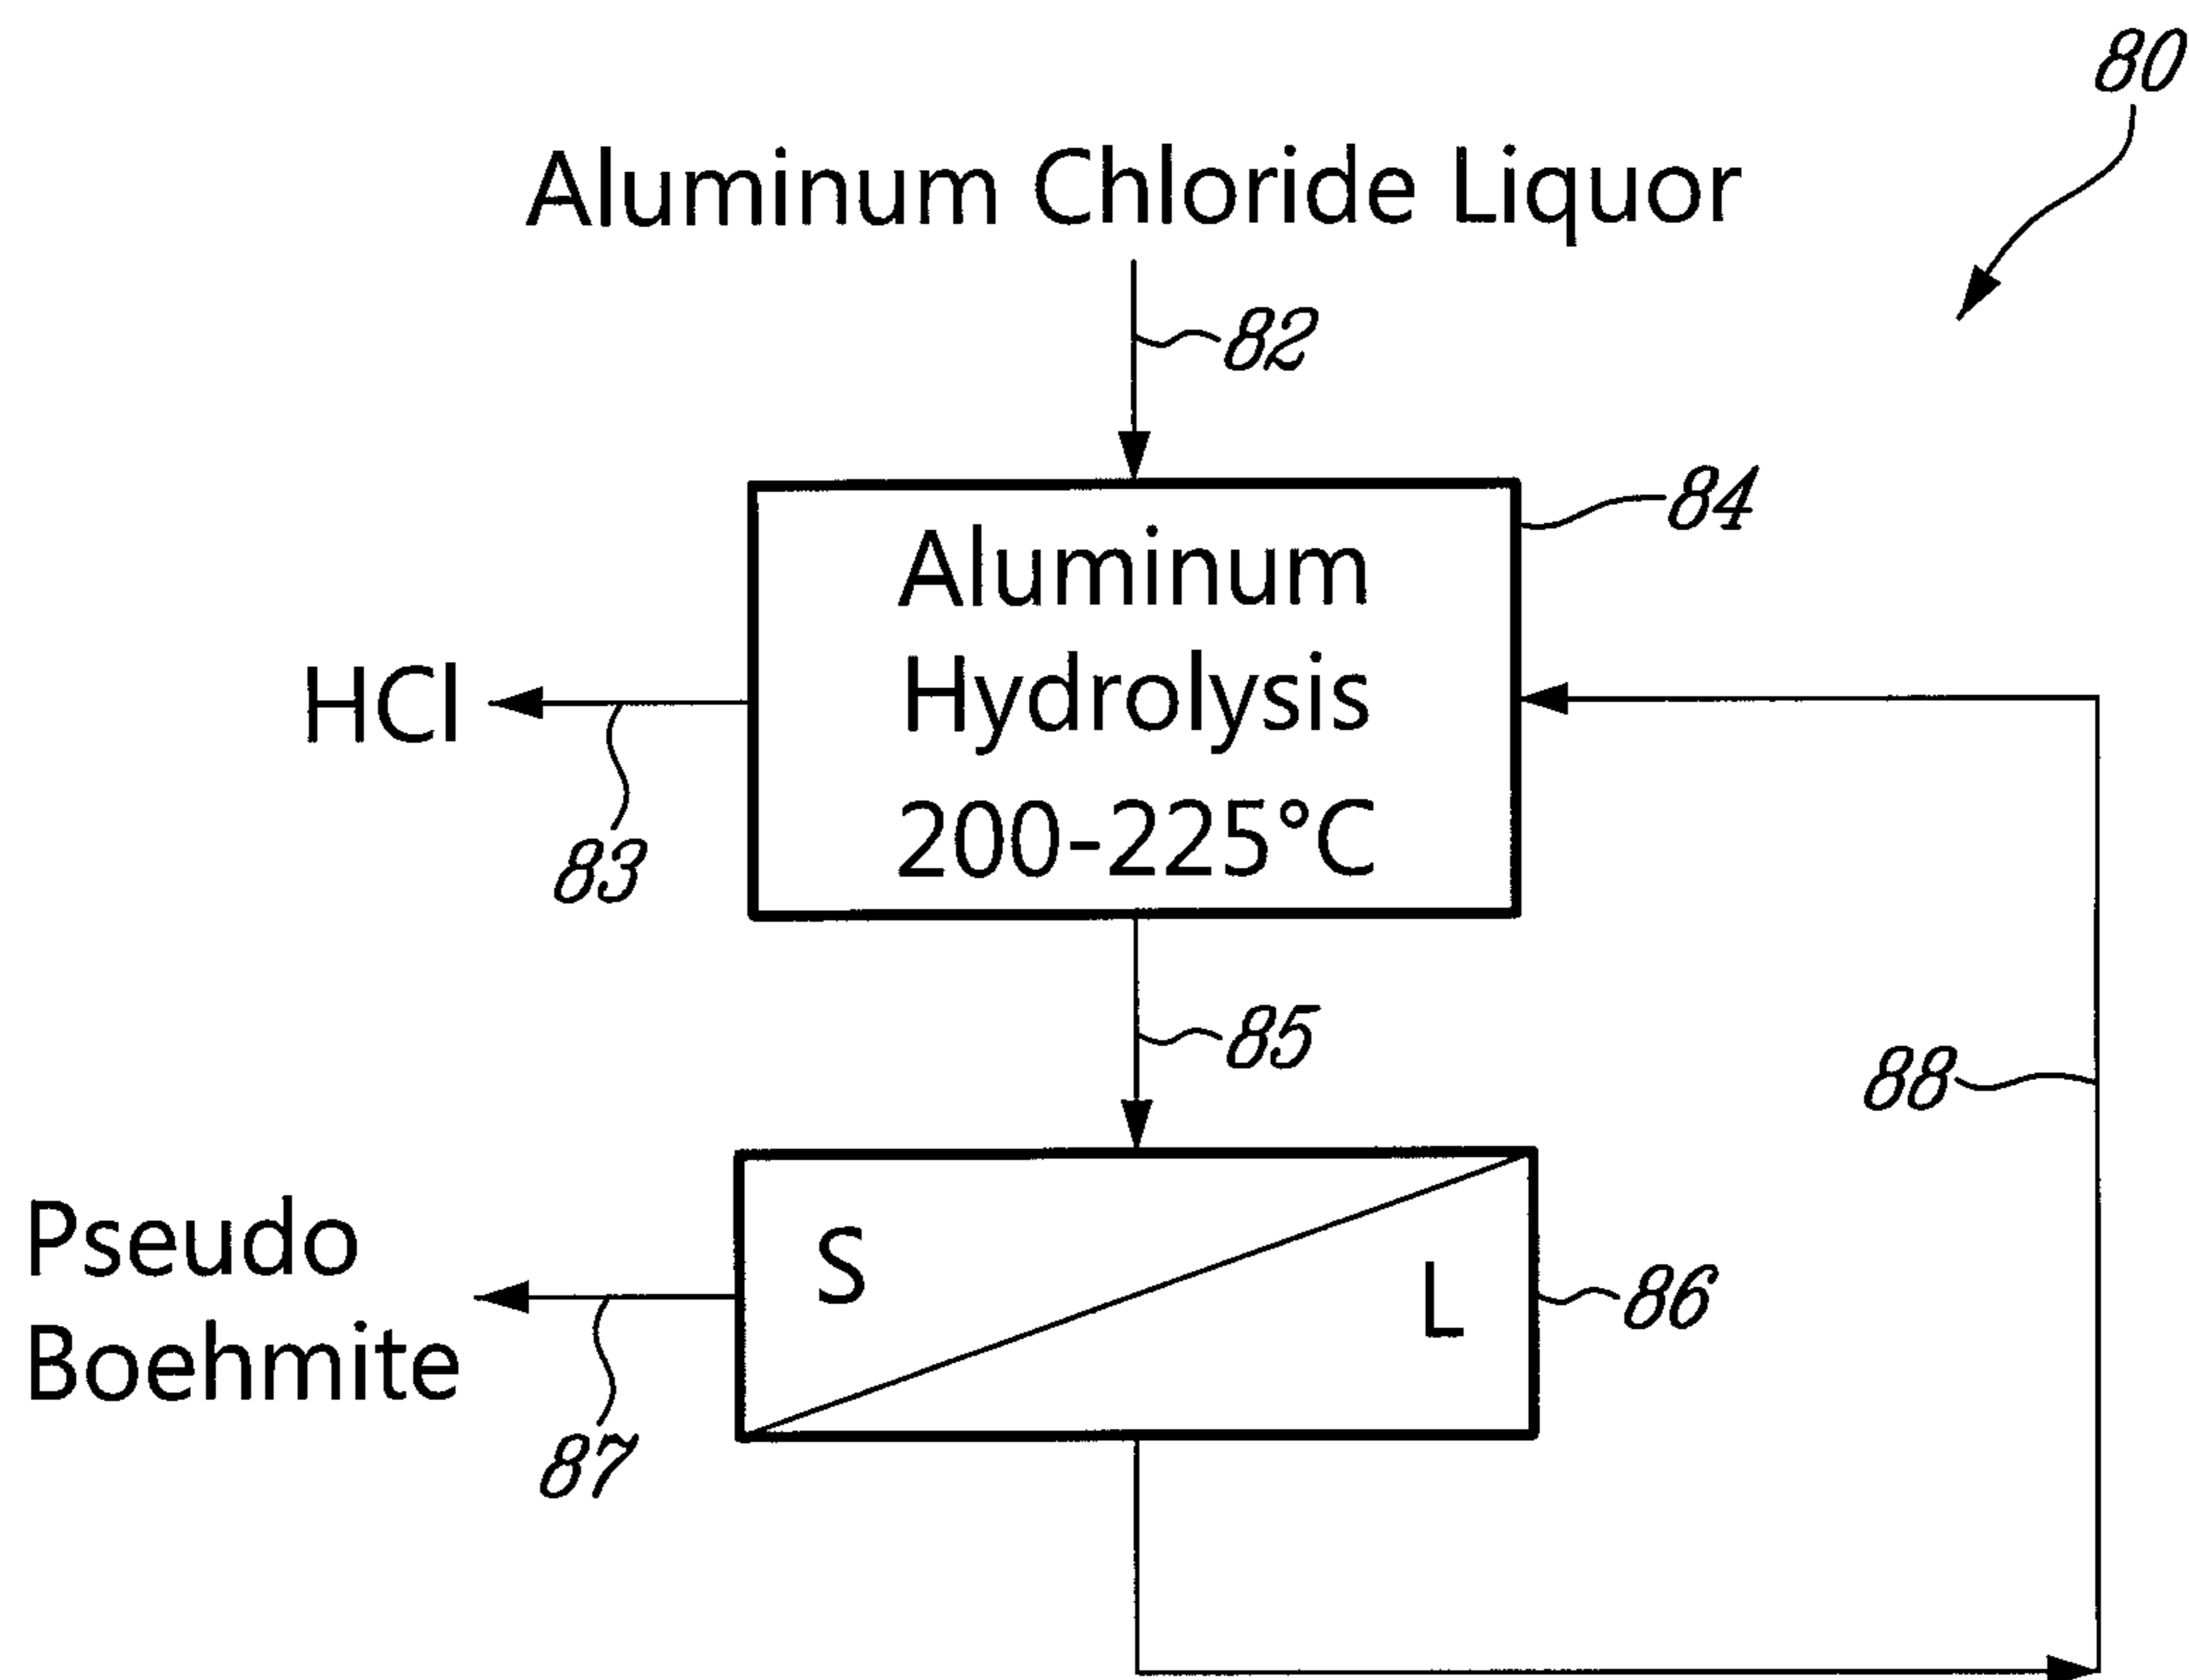 80
Aluminum Chloride Liquor
82
84
Aluminum
Hydrolysis
200-225°C
HCl
83
85
88
Pseudo
Boehmite
S
L
86
87